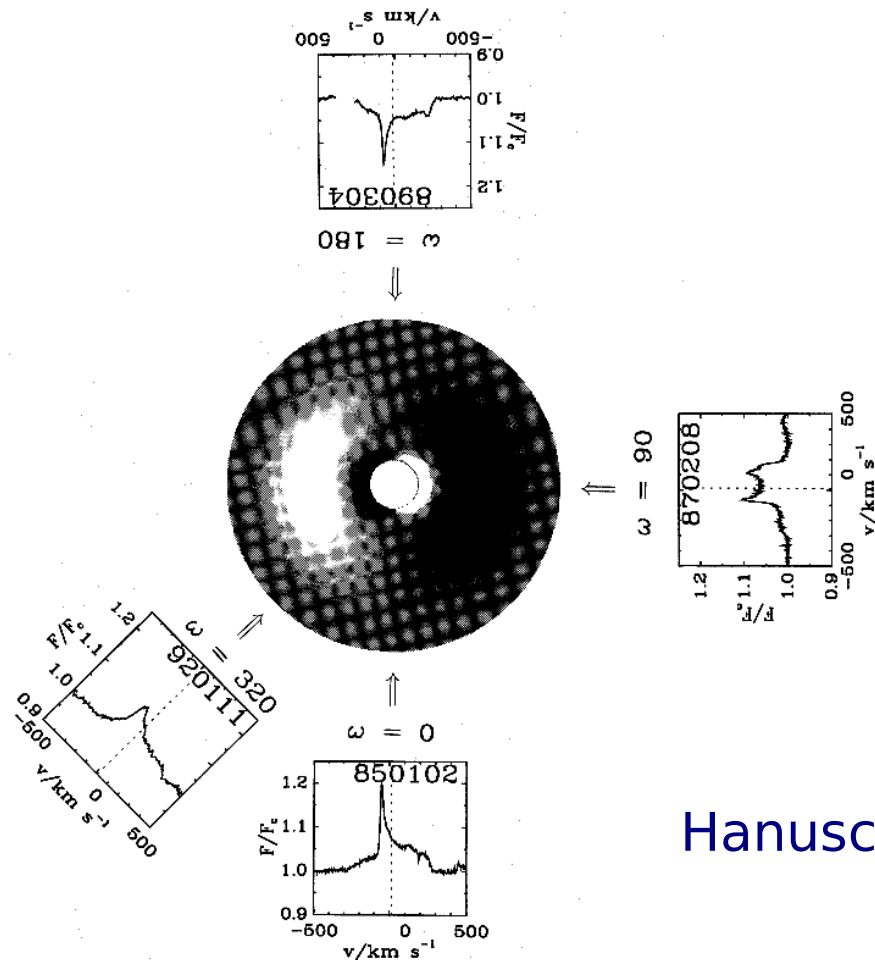 v/km s⁻¹
500 0 -500
0.9
1.0
1.1
1.2
F/Fc
890304
ω = 180
ω = 90
870208
500
0
-500
v/km s⁻¹
1.2 1.1 1.0 0.9
F/Fc
ω = 320
920111
1.2
1.1
1.0
0.9
F/Fc
-500
0
500
v/km s⁻¹
ω = 0
850102
1.2
1.1
1.0
0.9
F/Fc
-500 0 500
v/km s⁻¹
Hanusc